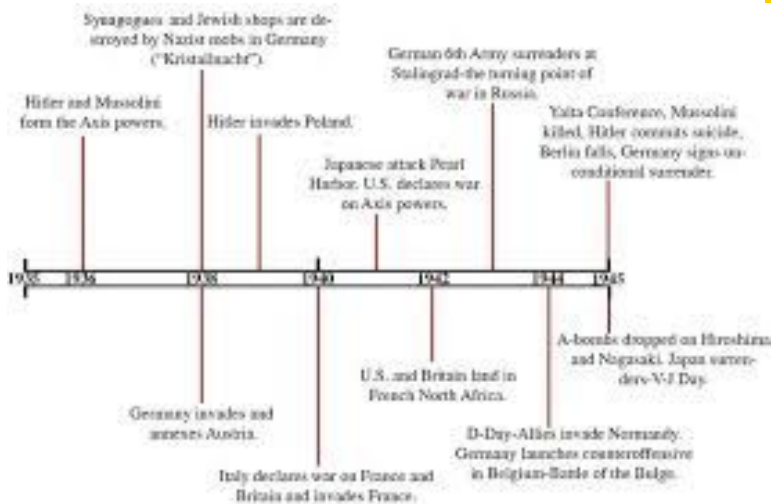 Synagogues and Jewish shops are de-
stroyed by Nazist mobs in Germany
("Kristallnacht").
German 6th Army surrenders at
Stalingrad-the turning point of
war in Russia.
Hitler and Mussolini
form the Axis powers.
Hitler invades Poland.
Yalta Conference, Mussolini
killed, Hitler commits suicide,
Berlin falls, Germany signs un-
conditional surrender.
Japanese attack Pearl
Harbor. U.S. declares war
on Axis powers.
1935 1936 1938 1940 1942 1944 1945
A-bombs dropped on Hiroshima
and Nagasaki. Japan surren-
ders-V-J Day.
U.S. and Britain land in
French North Africa.
Germany invades and
annexes Austria.
D-Day-Allies invade Normandy.
Germany launches counteroffensive
in Belgium-Battle of the Bulge.
Italy declares war on France and
Britain and invades France.